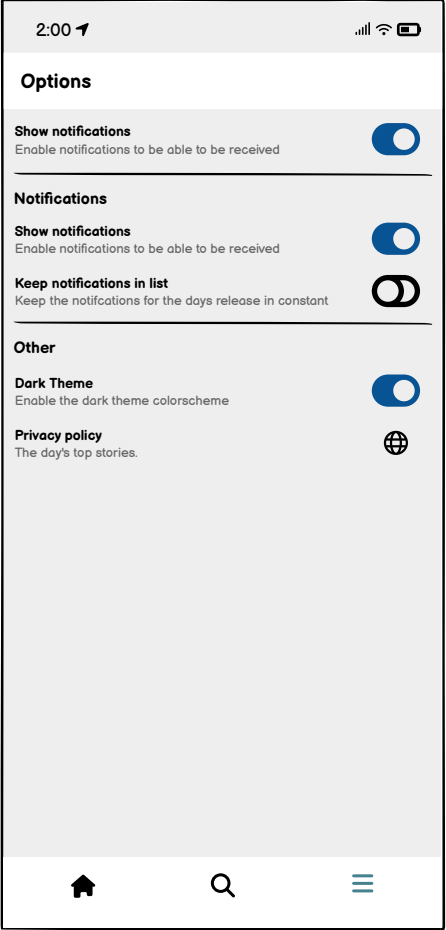 2:00
Options
Show notifications
Enable notifications to be able to be received
Notifications
Show notifications
Enable notifications to be able to be received
Keep notifications in list
Keep the notifcations for the days release in constant
Other
Dark Theme
Enable the dark theme colorscheme
Privacy policy
The day's top stories.